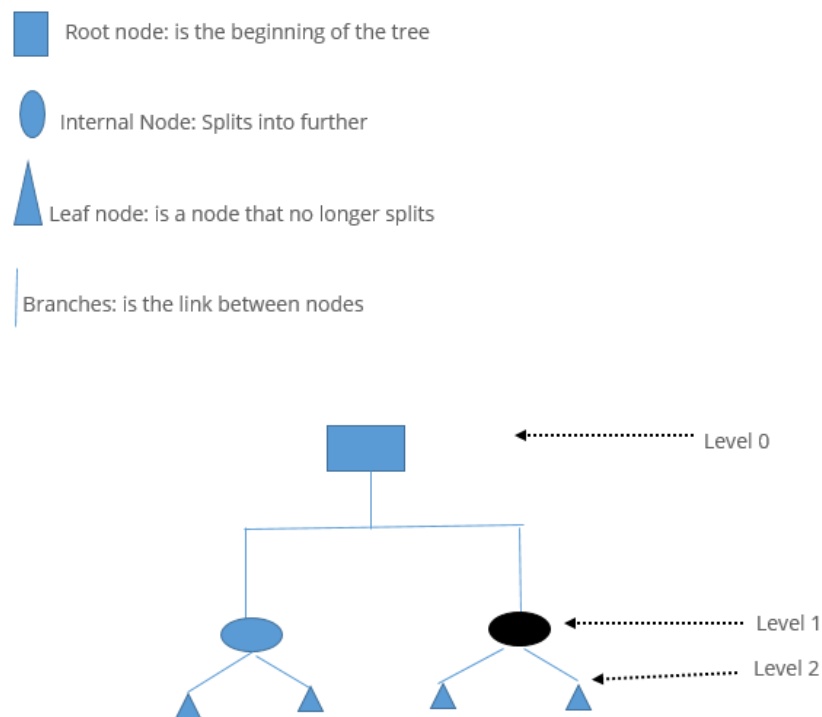 Root node: is the beginning of the tree
Internal Node: Splits into further
Leaf node: is a node that no longer splits
Branches: is the link between nodes
Level 0
Level 1
Level 2